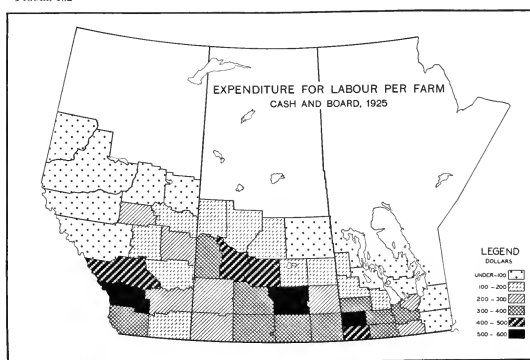 EXPENDITURE FOR LABOUR PER FARM
CASH AND BOARD, 1925
LEGEND
DOLLARS
UNDER-100
100-200
200-300
300-400
400-500
500-600